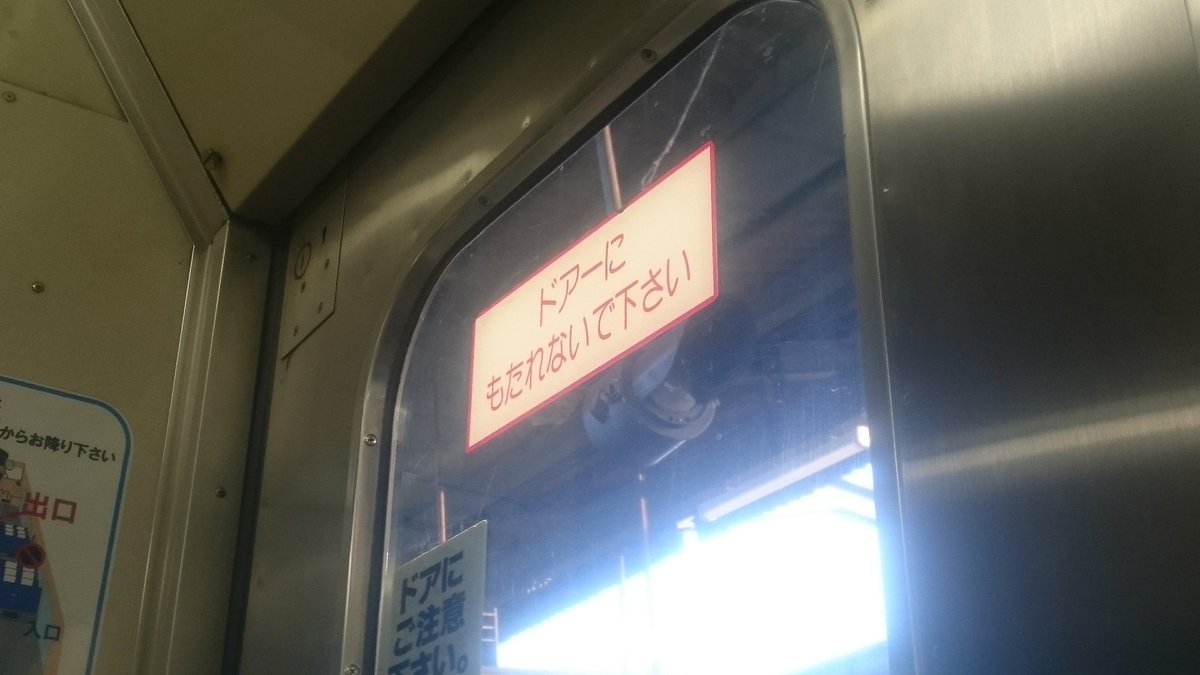 ドアーに
もたれないで下さい
ドアに
ご注意
下さい。
からお降り下さい
出口
入口